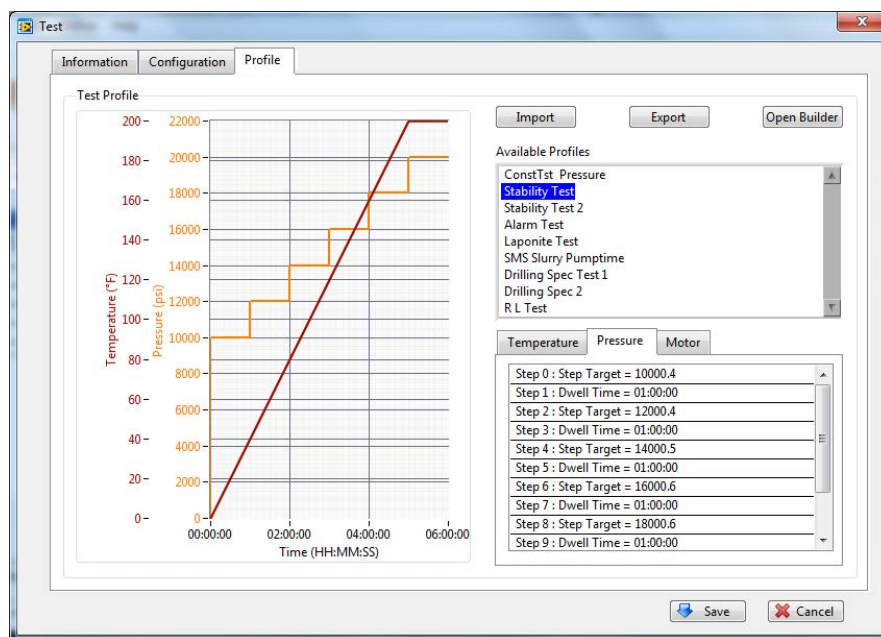 Test
Information Configuration Profile
Test Profile
Import Export Open Builder
Available Profiles
ConstTst Pressure
Stability Test
Stability Test 2
Alarm Test
Laponite Test
SMS Slurry Pumptime
Drilling Spec Test 1
Drilling Spec 2
R L Test
Temperature Pressure Motor
Step 0 : Step Target = 10000.4
Step 1 : Dwell Time = 01:00:00
Step 2 : Step Target = 12000.4
Step 3 : Dwell Time = 01:00:00
Step 4 : Step Target = 14000.5
Step 5 : Dwell Time = 01:00:00
Step 6 : Step Target = 16000.6
Step 7 : Dwell Time = 01:00:00
Step 8 : Step Target = 18000.6
Step 9 : Dwell Time = 01:00:00
Temperature (°F)
Pressure (psi)
200 22000
180 20000
160 18000
16000
140
14000
120
12000
100
10000
80 8000
60 6000
40 4000
20 2000
0 0
00:00:00 02:00:00 04:00:00 06:00:00
Time (HH:MM:SS)
Save Cancel